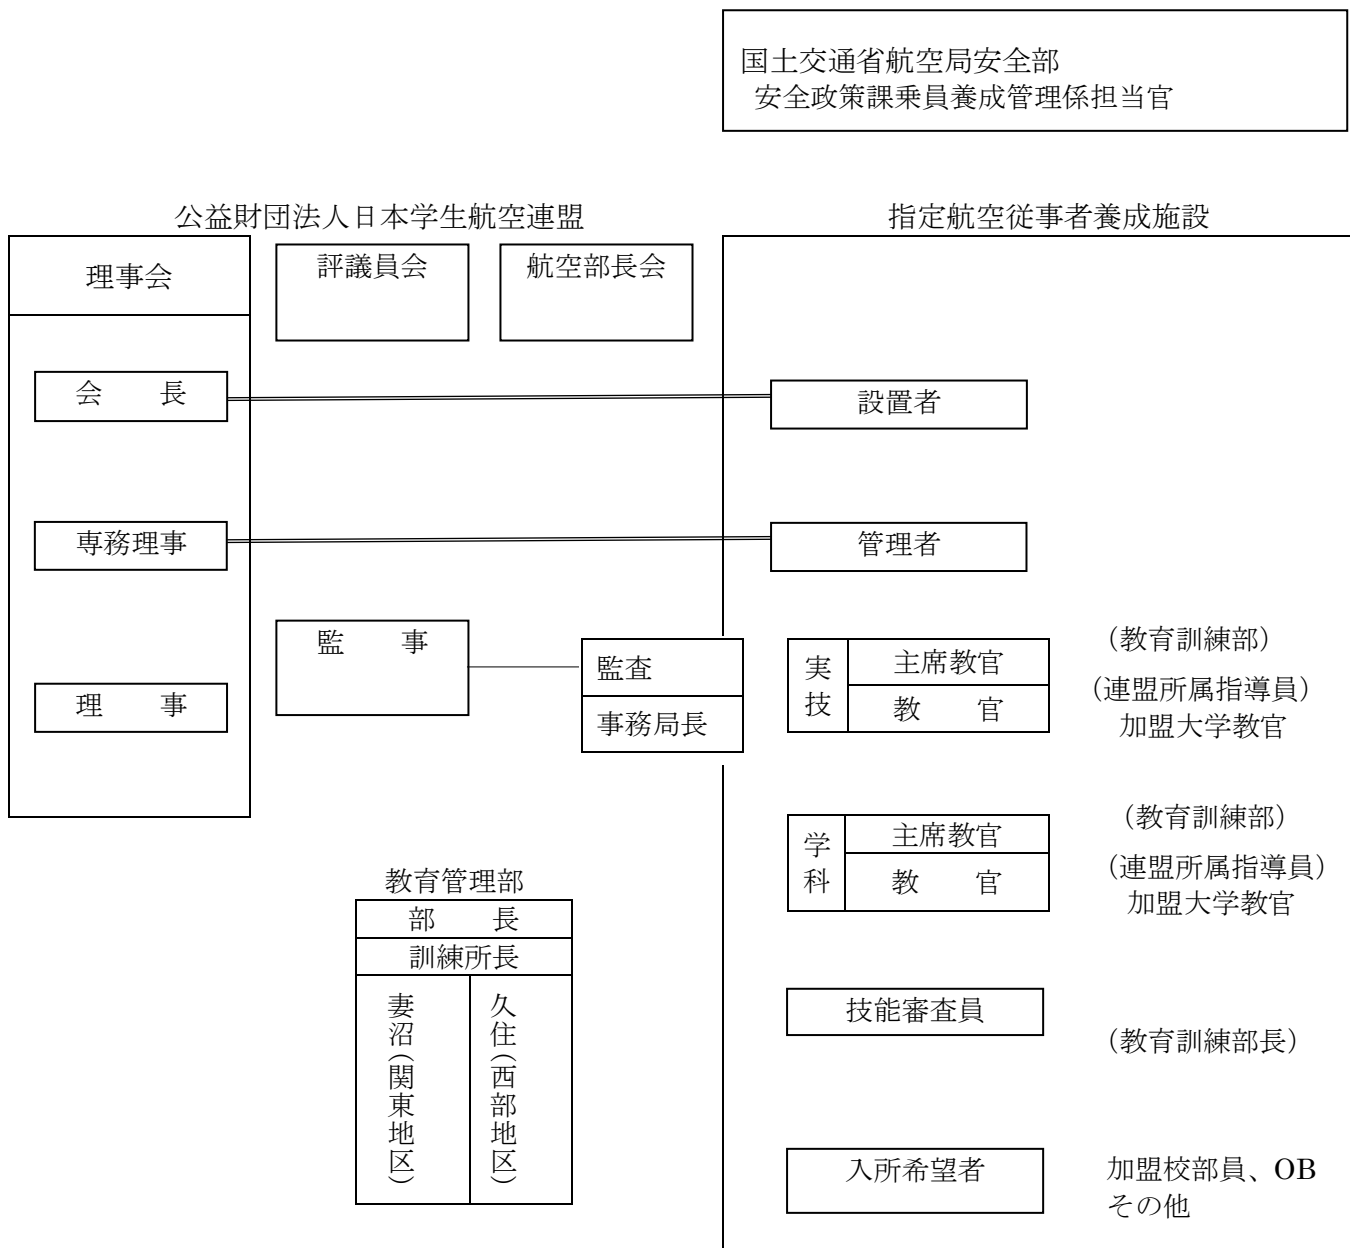 国土交通省航空局安全部
安全政策課乗員養成管理係担当官
公益財団法人日本学生航空連盟
指定航空従事者養成施設
理事会
評議員会
航空部長会
会　　長
設置者
専務理事
管理者
理　　事
監　　事
監査
事務局長
実技
主席教官
教　　官
（教育訓練部）
（連盟所属指導員）
加盟大学教官
学科
主席教官
教　　官
（教育訓練部）
（連盟所属指導員）
加盟大学教官
教育管理部
部　　長
訓練所長
妻沼（関東地区）
久住（西部地区）
技能審査員
（教育訓練部長）
入所希望者
加盟校部員、OB
その他